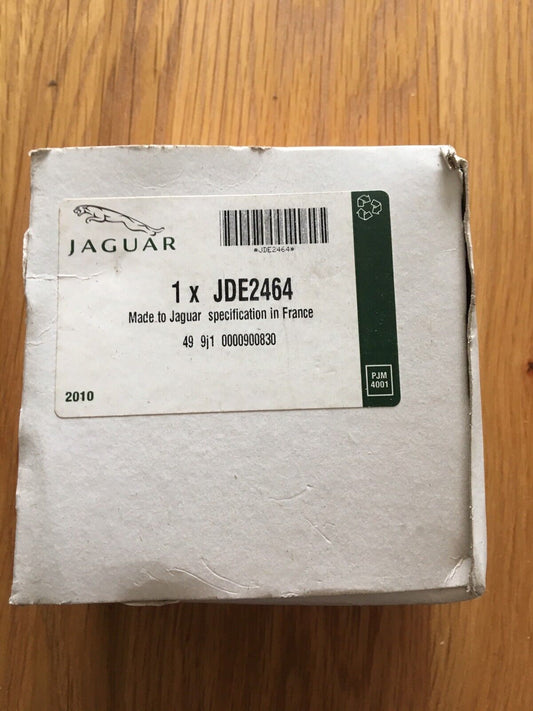 JAGUAR
*JDE2464*
1 x JDE2464
Made to Jaguar specification in France
49 9j1 0000900830
2010
PJM
4001